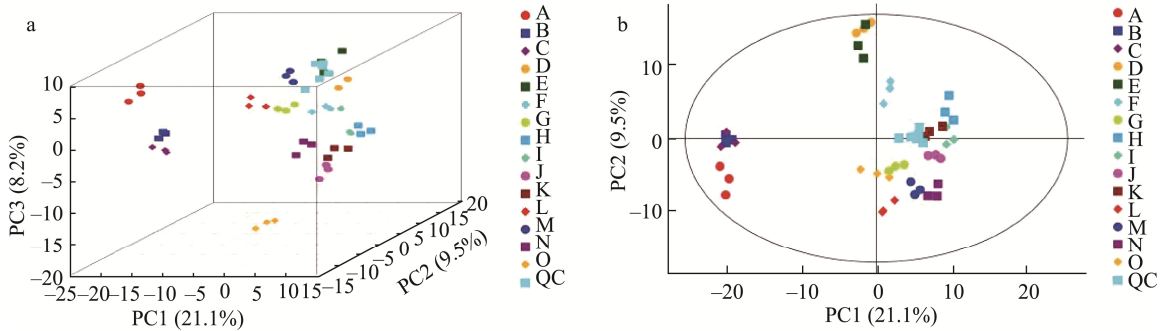 a
A
B
C
D
E
F
G
H
I
J
K
L
M
N
O
QC
10
5
0
−5
−10
−15
−20
PC3 (8.2%)
−25 −20 −15 −10 −5 0 5 10 15
PC1 (21.1%)
−15 −10 −5 0 5 10 15 20
PC2 (9.5%)
b
A
B
C
D
E
F
G
H
I
J
K
L
M
N
O
QC
10
0
−10
PC2 (9.5%)
−20 −10 0 10 20
PC1 (21.1%)